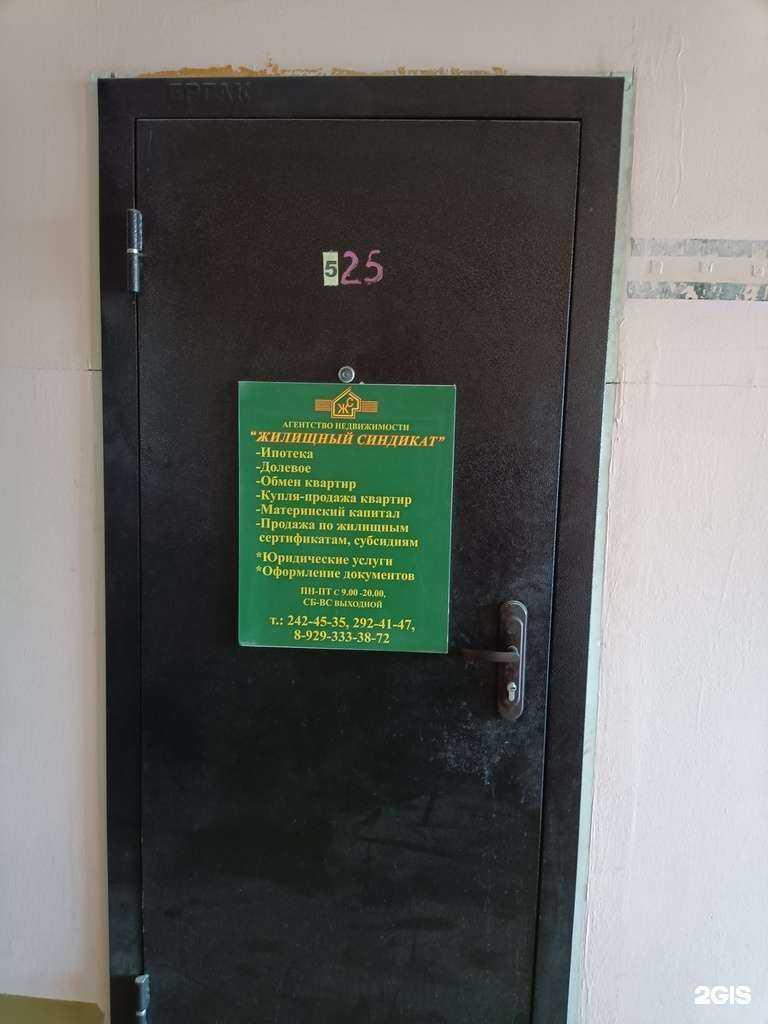 ЕРГАК
525
ЖС
АГЕНТСТВО НЕДВИЖИМОСТИ
"ЖИЛИЩНЫЙ СИНДИКАТ"
-Ипотека
-Долевое
-Обмен квартир
-Купля-продажа квартир
-Материнский капитал
-Продажа по жилищным
сертификатам, субсидиям
*Юридические услуги
*Оформление документов
ПН-ПТ с 9.00 -20.00,
СБ-ВС ВЫХОДНОЙ
т.: 242-45-35, 292-41-47,
8-929-333-38-72
2GIS